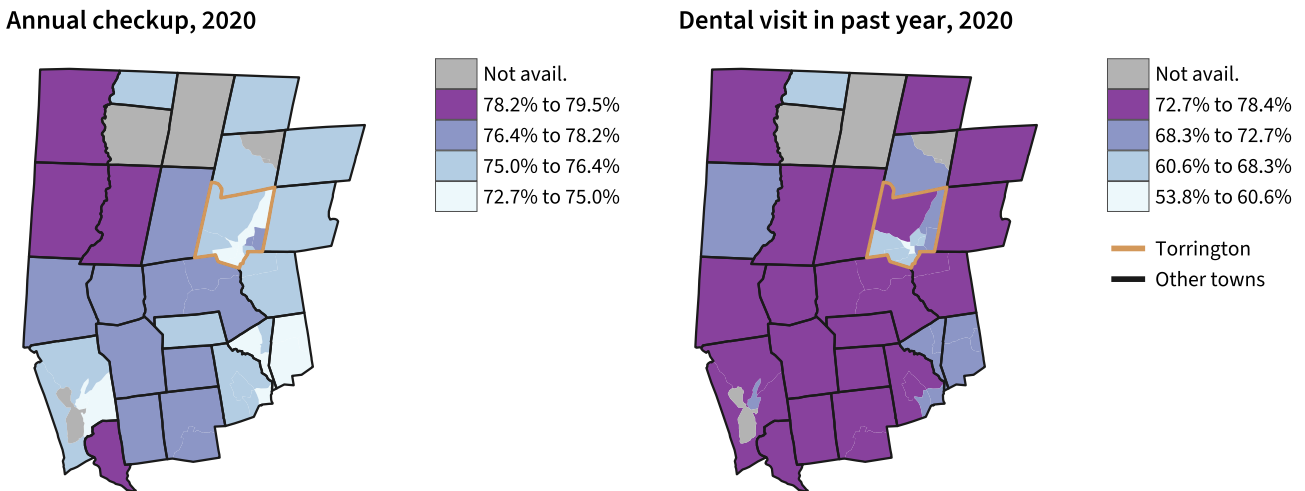 Annual checkup, 2020
Not avail.
78.2% to 79.5%
76.4% to 78.2%
75.0% to 76.4%
72.7% to 75.0%
Dental visit in past year, 2020
Not avail.
72.7% to 78.4%
68.3% to 72.7%
60.6% to 68.3%
53.8% to 60.6%
Torrington
Other towns